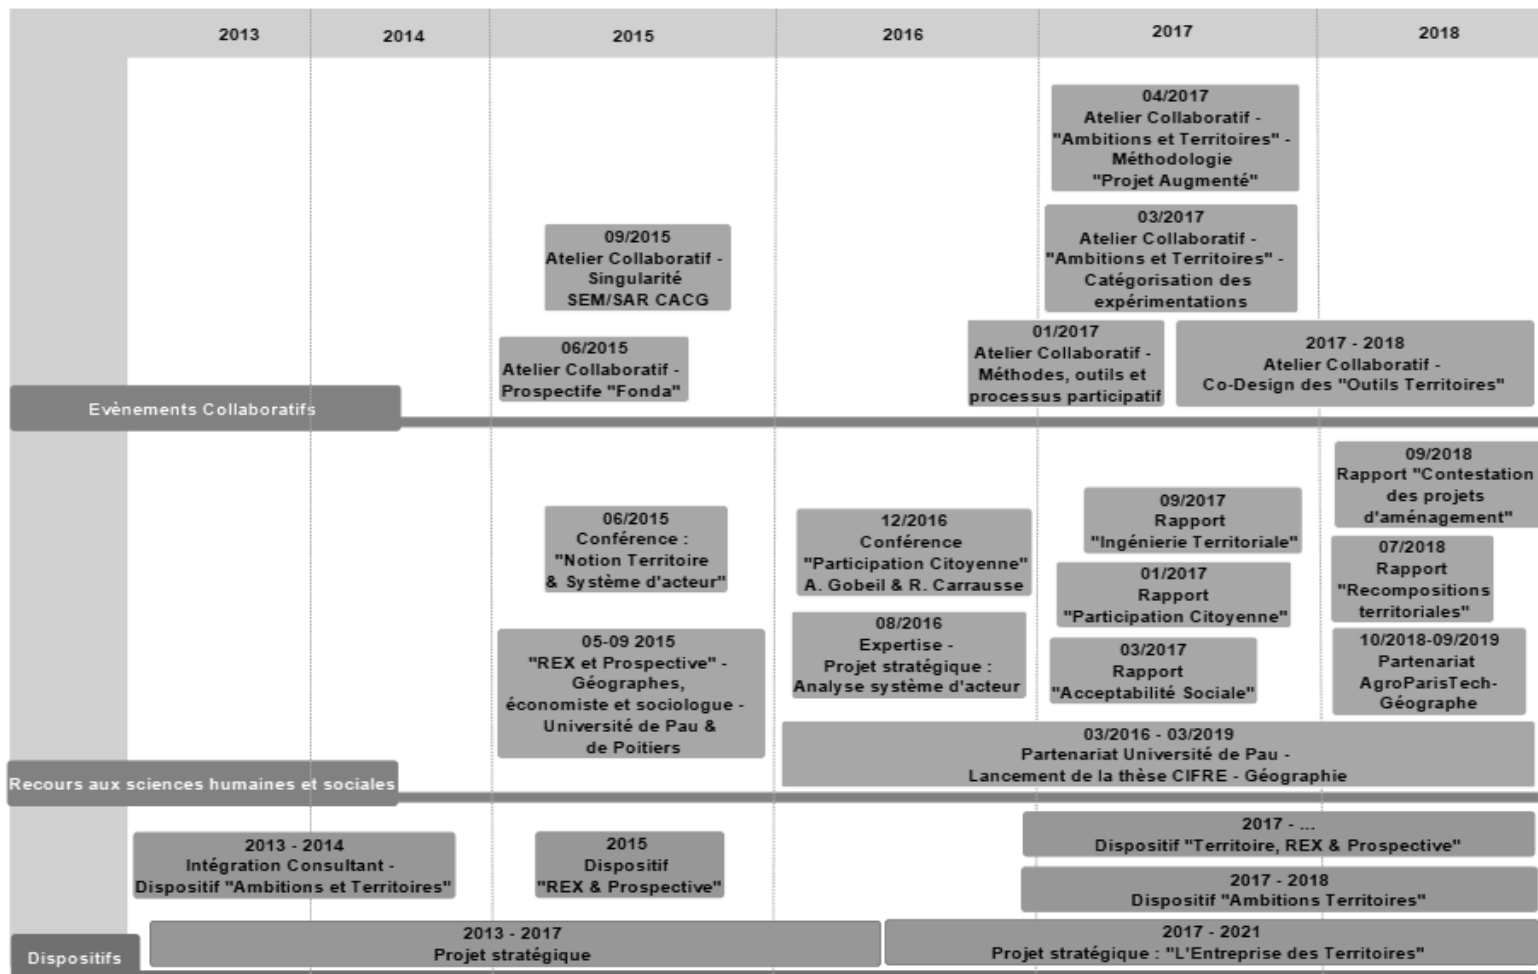 2013
2014
2015
2016
2017
2018
04/2017
Atelier Collaboratif -
"Ambitions et Territoires" -
Méthodologie
"Projet Augmenté"
03/2017
Atelier Collaboratif -
"Ambitions et Territoires" -
Catégorisation des
expérimentations
09/2015
Atelier Collaboratif -
Singularité
SEM/SAR CACG
06/2015
Atelier Collaboratif -
Prospectife "Fonda"
01/2017
Atelier Collaboratif -
Méthodes, outils et
processus participatif
2017 - 2018
Atelier Collaboratif -
Co-Design des "Outils Territoires"
Evènements Collaboratifs
06/2015
Conférence :
"Notion Territoire
& Système d'acteur"
12/2016
Conférence
"Participation Citoyenne"
A. Gobeil & R. Carrausse
09/2017
Rapport
"Ingénierie Territoriale"
09/2018
Rapport "Contestation
des projets
d'aménagement"
07/2018
Rapport
"Recompositions
territoriales"
01/2017
Rapport
"Participation Citoyenne"
05-09 2015
"REX et Prospective" -
Géographes,
économiste et sociologue -
Université de Pau &
de Poitiers
08/2016
Expertise -
Projet stratégique :
Analyse système d'acteur
03/2017
Rapport
"Acceptabilité Sociale"
10/2018-09/2019
Partenariat
AgroParisTech-
Géographe
03/2016 - 03/2019
Partenariat Université de Pau -
Lancement de la thèse CIFRE - Géographie
Recours aux sciences humaines et sociales
2013 - 2014
Intégration Consultant -
Dispositif "Ambitions et Territoires"
2015
Dispositif
"REX & Prospective"
2017 - ...
Dispositif "Territoire, REX & Prospective"
2017 - 2018
Dispositif "Ambitions Territoires"
2013 - 2017
Projet stratégique
2017 - 2021
Projet stratégique : "L'Entreprise des Territoires"
Dispositifs